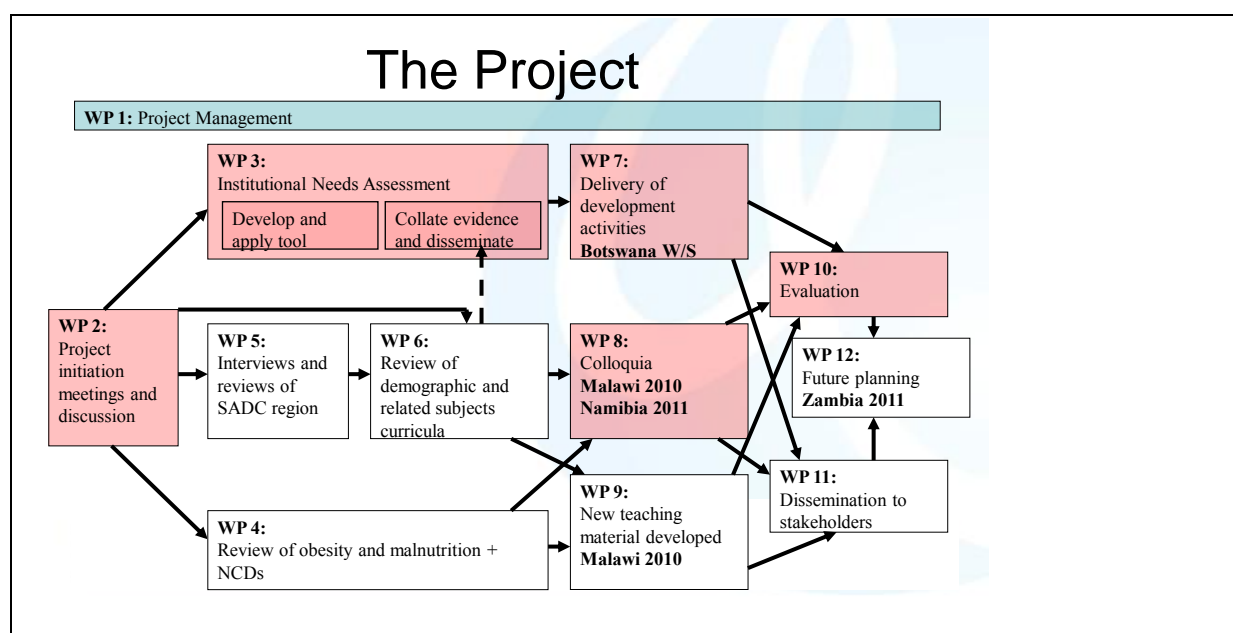 The Project
WP 1: Project Management
WP 3:
Institutional Needs Assessment
Develop and
apply tool
Collate evidence
and disseminate
WP 7:
Delivery of
development
activities
Botswana W/S
WP 10:
Evaluation
WP 2:
Project
initiation
meetings and
discussion
WP 5:
Interviews and
reviews of
SADC region
WP 6:
Review of
demographic and
related subjects
curricula
WP 8:
Colloquia
Malawi 2010
Namibia 2011
WP 12:
Future planning
Zambia 2011
WP 4:
Review of obesity and malnutrition +
NCDs
WP 9:
New teaching
material developed
Malawi 2010
WP 11:
Dissemination to
stakeholders